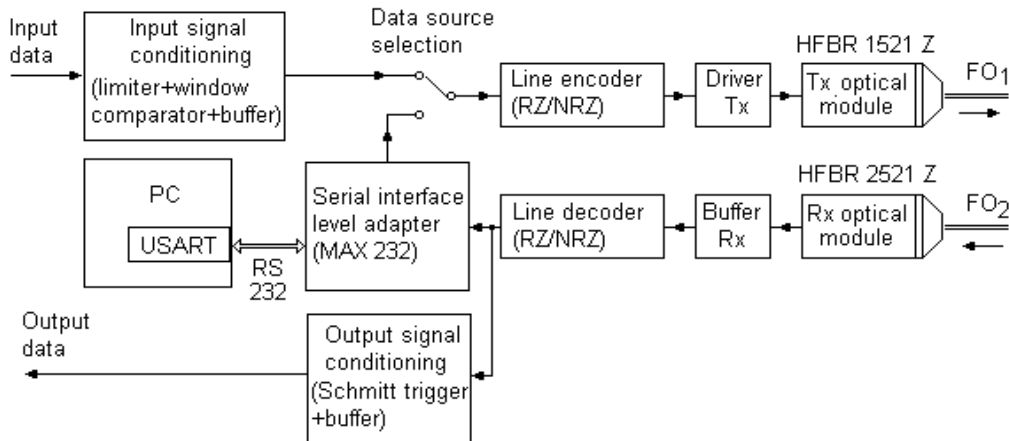 Input
data
Input signal
conditioning
(limiter+window
comparator+buffer)
Data source
selection
Line encoder
(RZ/NRZ)
Driver
Tx
HFBR 1521 Z
Tx optical
module
FO1
PC
USART
RS
232
Serial interface
level adapter
(MAX 232)
Line decoder
(RZ/NRZ)
Buffer
Rx
HFBR 2521 Z
Rx optical
module
FO2
Output
data
Output signal
conditioning
(Schmitt trigger
+buffer)